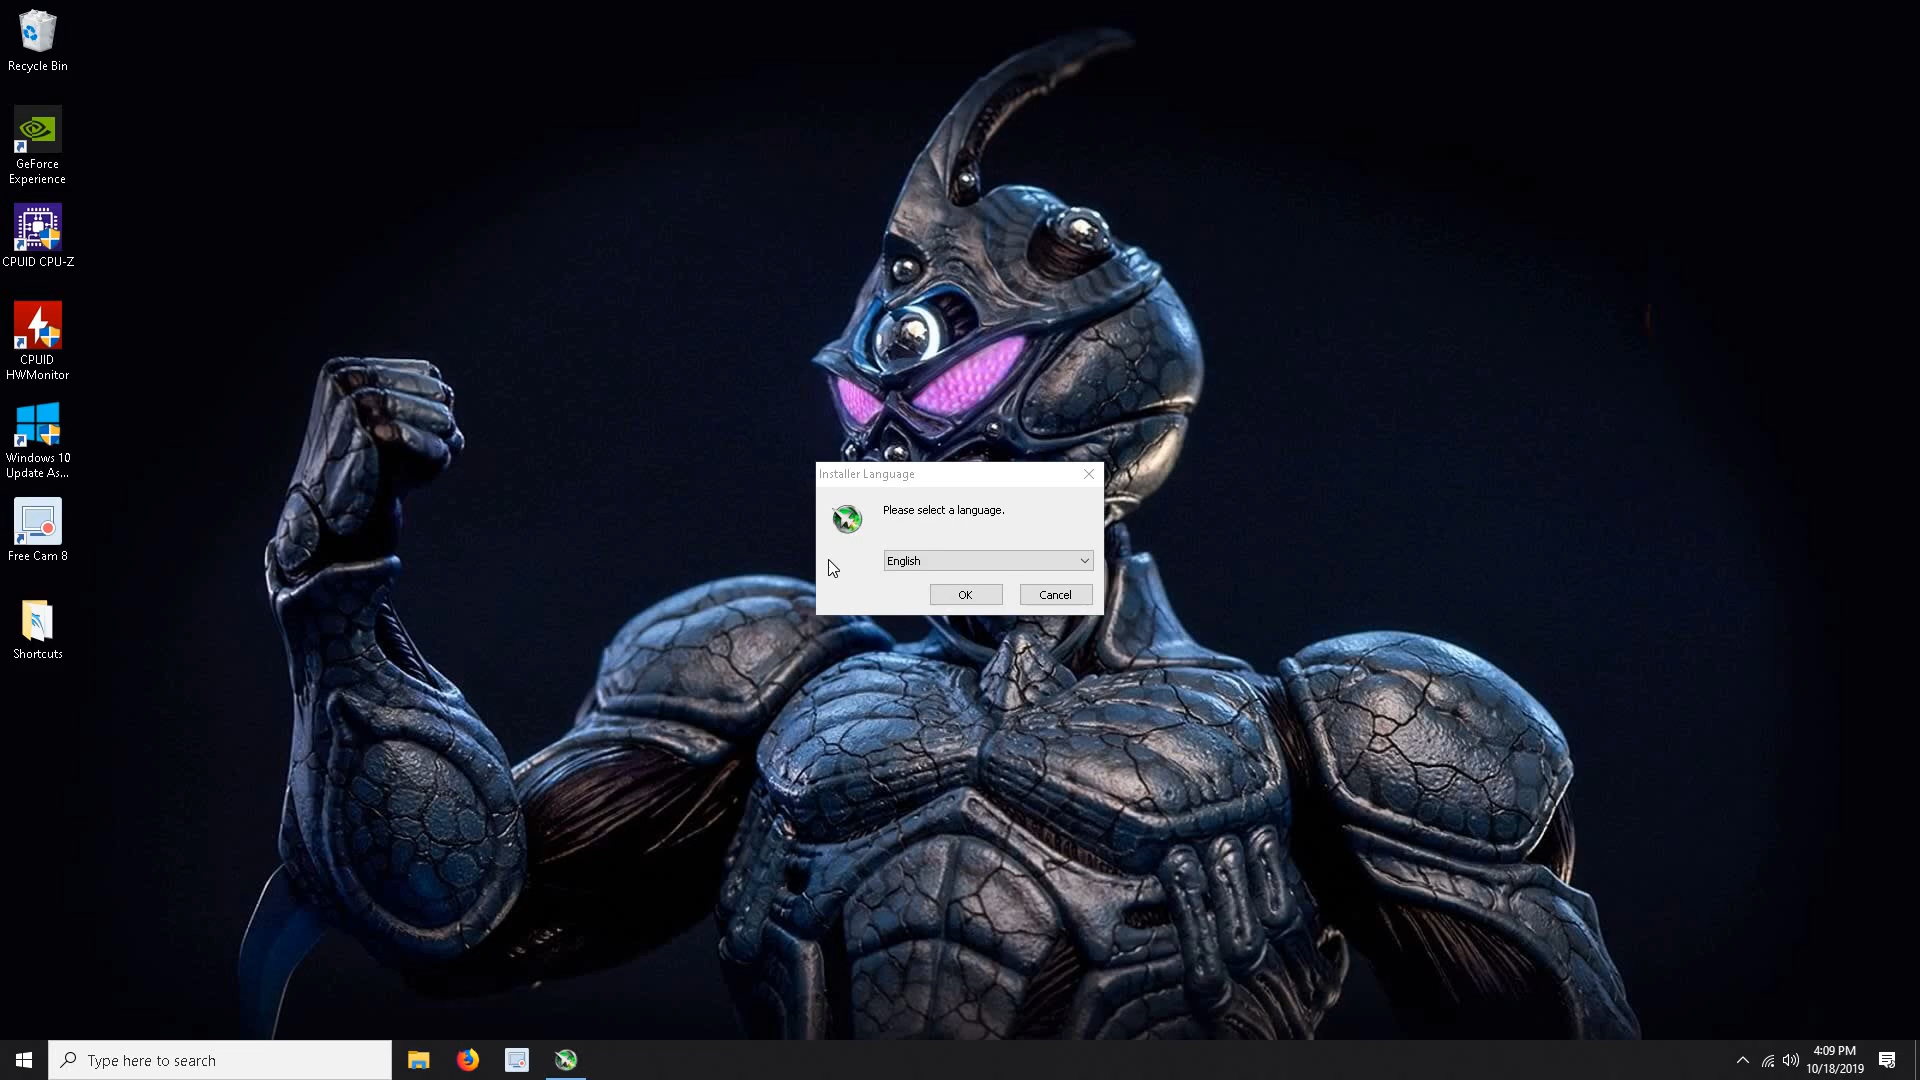 Recycle Bin
GeForce
Experience
CPUID CPU-Z
CPUID
HWMonitor
Windows 10
Update As...
Free Cam 8
Shortcuts
Installer Language
Please select a language.
English
OK
Cancel
Type here to search
4:09 PM
10/18/2019